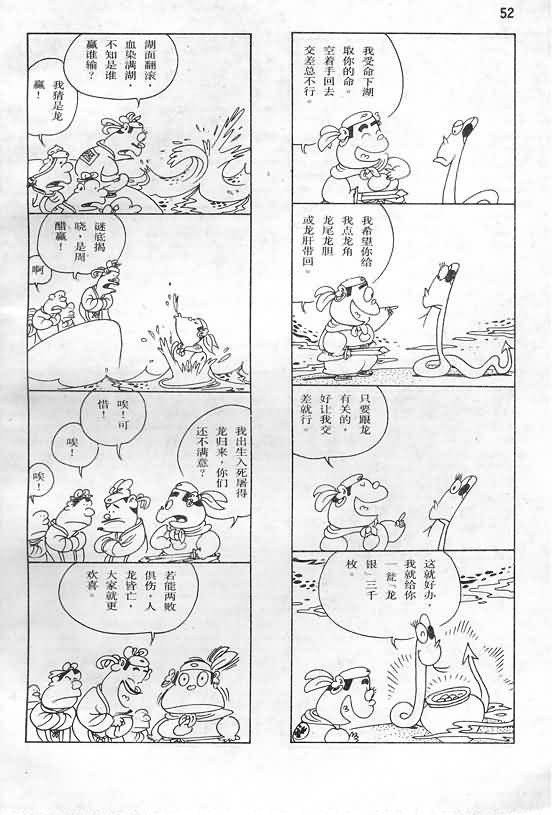 52
我受命下湖
取你的命。
空着手回去
交差总不行。
我希望你给
我点龙角
龙尾龙胆
或龙肝带回。
只要跟龙
有关的，
好让我交
差就行。
这就好办，
我就给你
一瓮『龙
银』三千
枚。
湖面翻滚，
血染满湖，
不知是谁
赢谁输？
我猜是龙
赢！
谜底揭
晓，是周
醋赢！
啊
我出生入死屠得
龙归来，你们
还不满意？
唉！可
惜！
唉！
唉！
若能两败
俱伤，人
龙皆亡，
大家就更
欢喜。